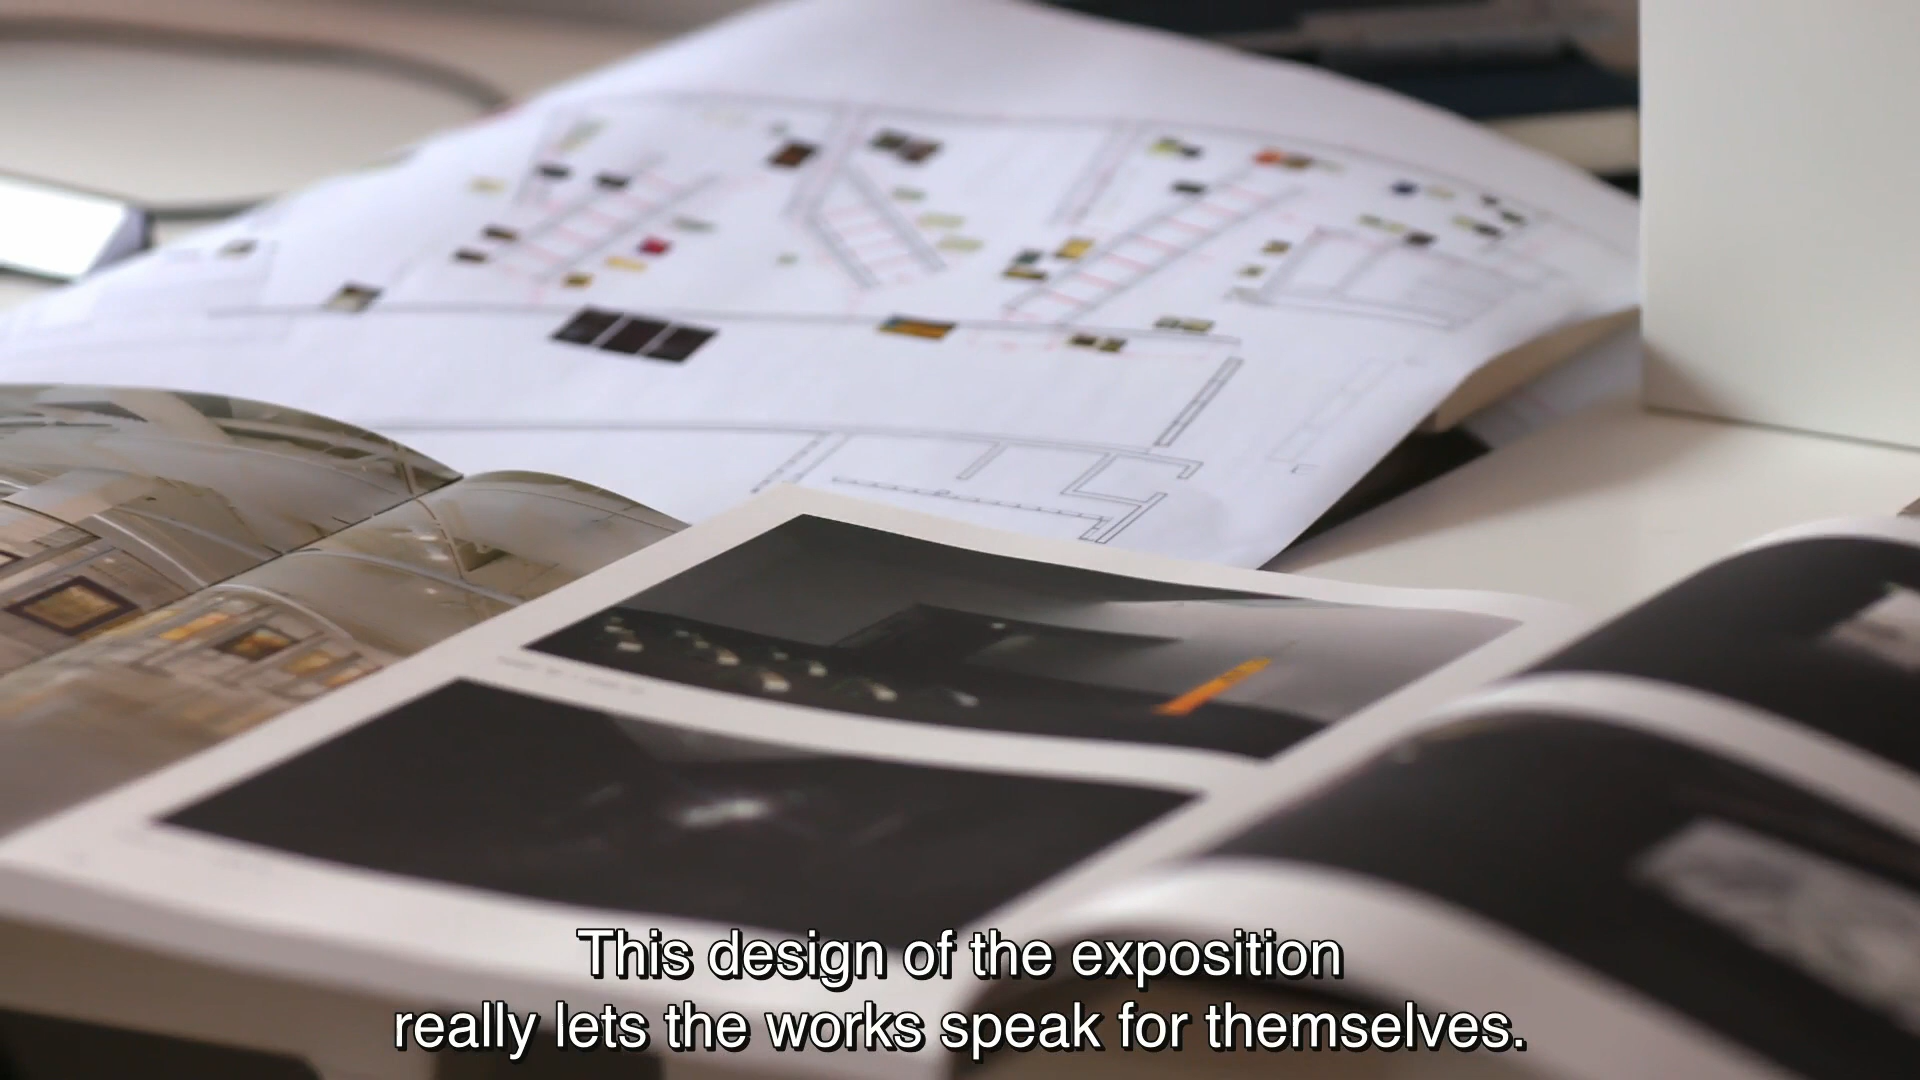 This design of the exposition
really lets the works speak for themselves.